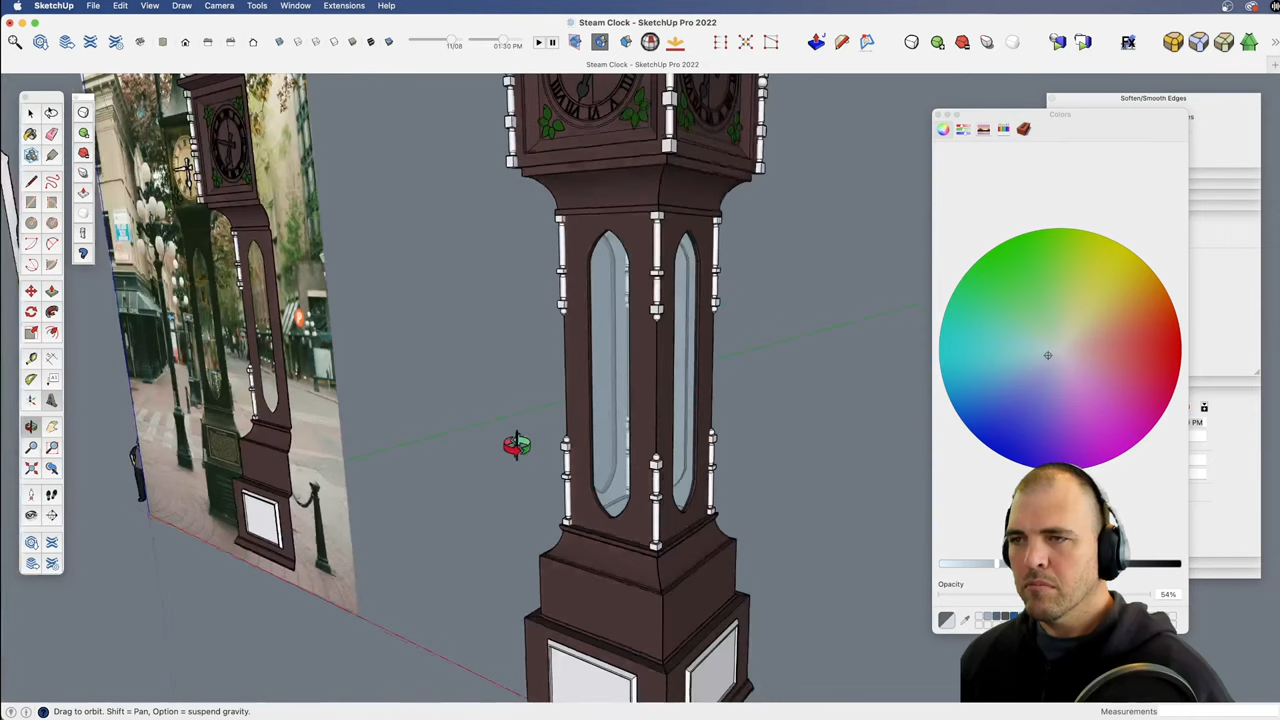 SketchUp File Edit View Draw Camera Tools Window Extensions Help
Steam Clock - SketchUp Pro 2022
11/08
01:30 PM
Steam Clock - SketchUp Pro 2022
Soften/Smooth Edges
Colors
PM
Opacity
54%
Drag to orbit. Shift = Pan, Option = suspend gravity.
Measurements